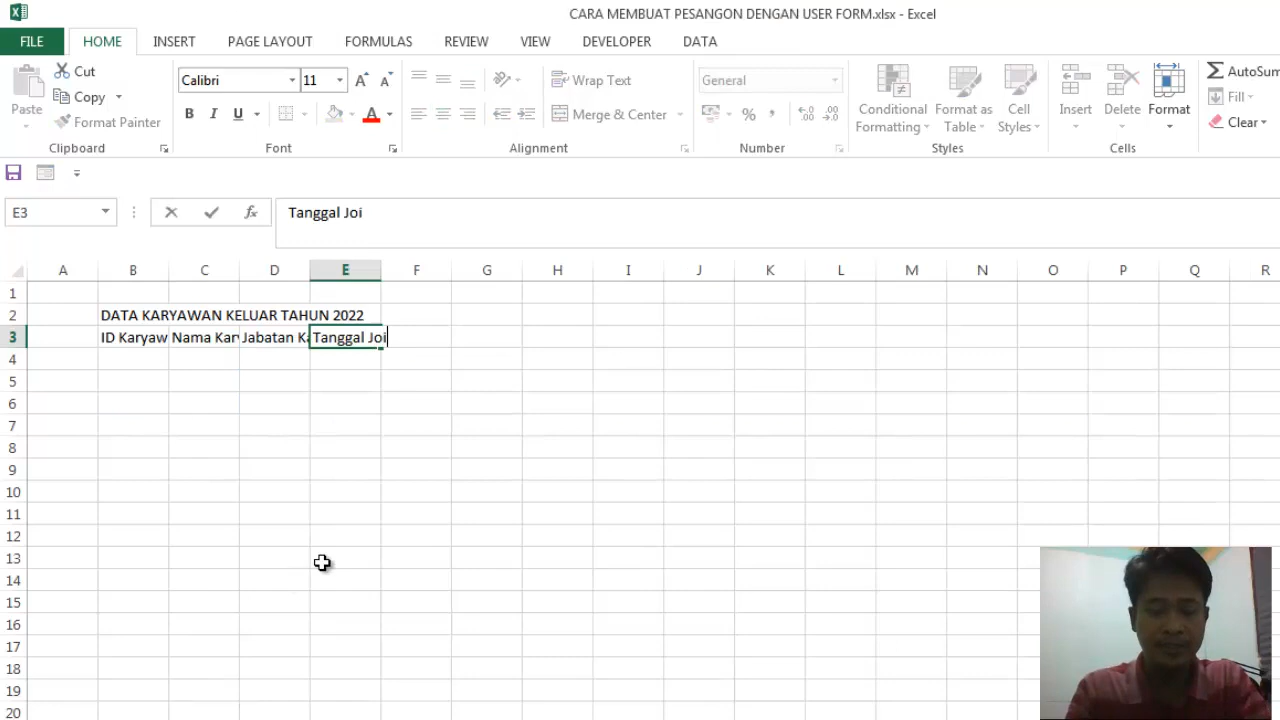 CARA MEMBUAT PESANGON DENGAN USER FORM.xlsx - Excel
FILE HOME INSERT PAGE LAYOUT FORMULAS REVIEW VIEW DEVELOPER DATA
Cut
Copy
Format Painter
Paste
Clipboard
Calibri 11
B I U
Font
Wrap Text
Merge & Center
Alignment
General
%
Number
Conditional Formatting
Format as Table
Cell Styles
Styles
Insert
Delete
Format
Cells
AutoSum
Fill
Clear
E3 fx Tanggal Joi
A B C D E F G H I J K L M N O P Q R
1
2 DATA KARYAWAN KELUAR TAHUN 2022
3 ID Karyaw Nama Kary Jabatan Ka Tanggal Joi
4
5
6
7
8
9
10
11
12
13
14
15
16
17
18
19
20